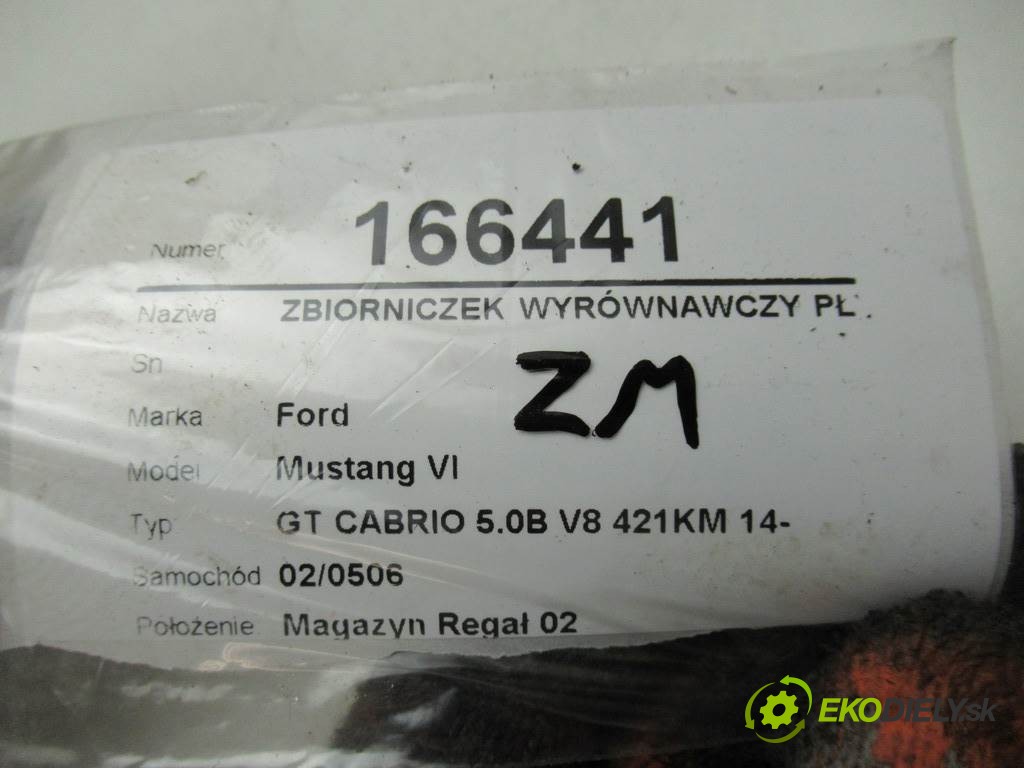 Numer 166441
Nazwa ZBIORNICZEK WYRÓWNAWCZY PŁ.
Sn
ZM
Marka Ford
Model Mustang VI
Typ GT CABRIO 5.0B V8 421KM 14-
Samochód 02/0506
Położenie Magazyn Regał 02
EKODIELY.sk